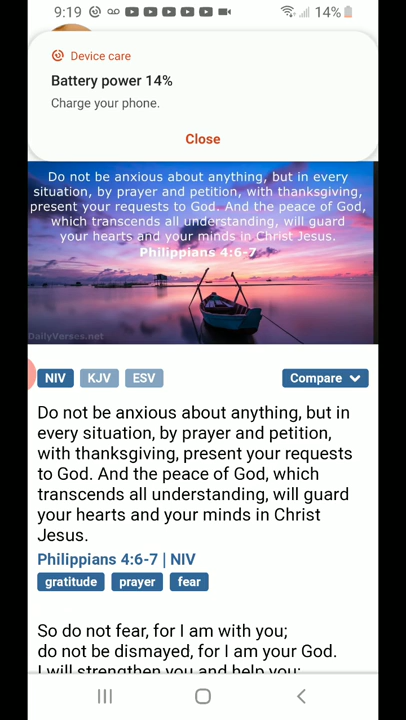 9:19
14%
Device care
Battery power 14%
Charge your phone.
Close
Do not be anxious about anything, but in every
situation, by prayer and petition, with thanksgiving,
present your requests to God. And the peace of God,
which transcends all understanding, will guard
your hearts and your minds in Christ Jesus.
Philippians 4:6-7
DailyVerses.net
NIV KJV ESV Compare
Do not be anxious about anything, but in
every situation, by prayer and petition,
with thanksgiving, present your requests
to God. And the peace of God, which
transcends all understanding, will guard
your hearts and your minds in Christ
Jesus.
Philippians 4:6-7 | NIV
gratitude prayer fear
So do not fear, for I am with you;
do not be dismayed, for I am your God.
I will strengthen you and help you;